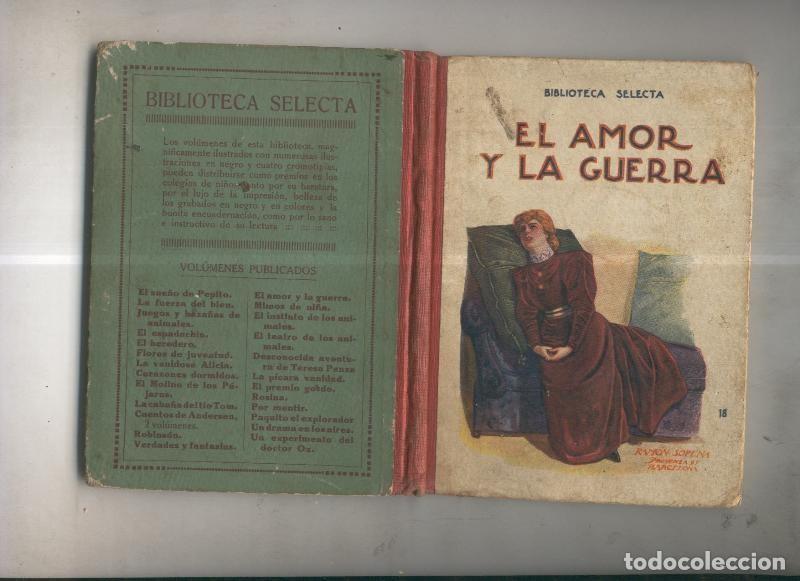 BIBLIOTECA SELECTA
Los volúmenes de esta biblioteca, mag-
níficamente ilustrados con numerosas ilus-
traciones en negro y cuatro cromotipias,
pueden distribuirse como premios en los
colegios de niños, tanto por su baratura,
por el lujo de la impresión, belleza de
los grabados en negro y en colores y la
bonita encuadernación, como por lo sano
e instructivo de su lectura
VOLÚMENES PUBLICADOS
El sueño de Pepito.
La fuerza del bien.
Juegos y hazañas de
animales.
El espadachín.
El heredero.
Flores de juventud.
La vanidosa Alicia.
Corazones dormidos.
El Molino de los Pá-
jaros.
La cabaña del tío Tom.
Cuentos de Andersen,
2 volúmenes.
Robinsón.
Verdades y fantasías.
El amor y la guerra.
Mimos de niña.
El instinto de los ani-
males.
El teatro de los ani-
males.
Desconocida aventu-
ra de Teresa Panza
La pícara vanidad.
El premio gordo.
Rosina.
Por mentir.
Paquito el explorador
Un drama en los aires.
Un experimento del
doctor Ox.
BIBLIOTECA SELECTA
EL AMOR
Y LA GUERRA
18
RAMÓN SOPENA
PROVENZA 95
BARCELONA
todocoleccion.net